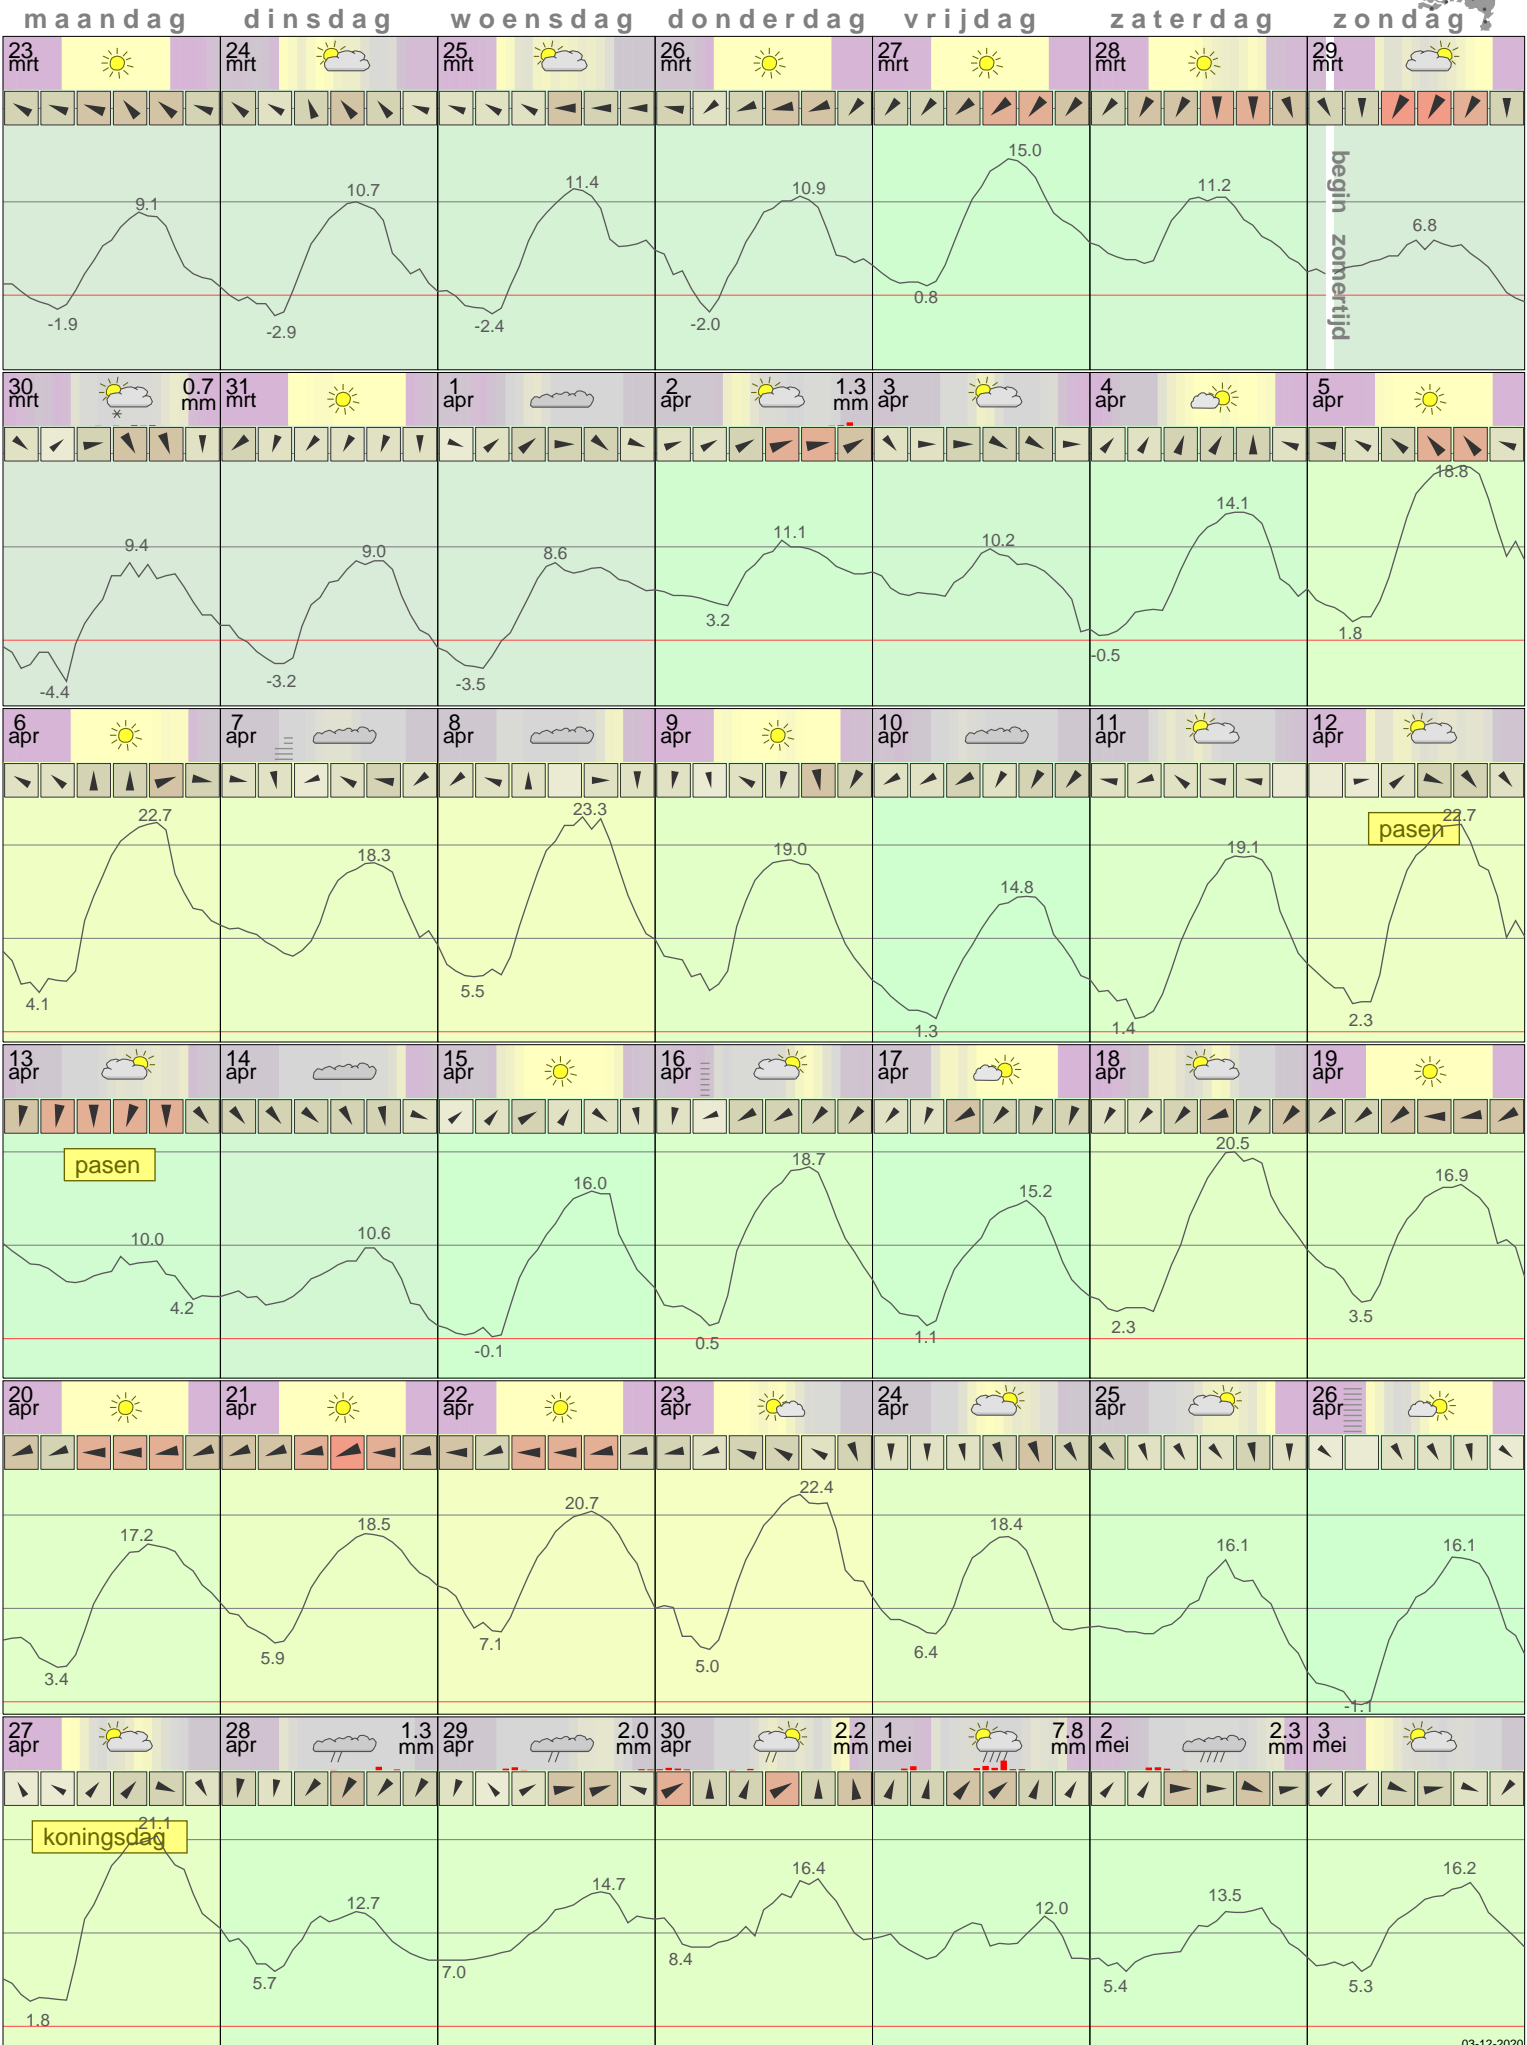 maandag dinsdag woensdag donderdag vrijdag zaterdag zondag
23 24 25 26 27 28 29
mrt mrt mrt mrt mrt mrt mrt
9.1 10.7 11.4 10.9 15.0 11.2 6.8
-1.9 -2.9 -2.4 -2.0 0.8
begin zomertijd
30 0.7 31 1 2 1.3 3 4 5
mrt mm mrt apr apr mm apr apr apr
9.4 9.0 8.6 11.1 10.2 14.1 18.8
-4.4 -3.2 -3.5 3.2 -0.5 1.8
6 7 8 9 10 11 12
apr apr apr apr apr apr apr
22.7 18.3 23.3 19.0 14.8 19.1 22.7
pasen
4.1 5.5 1.3 1.4 2.3
13 14 15 16 17 18 19
apr apr apr apr apr apr apr
pasen
10.0 10.6 16.0 18.7 15.2 20.5 16.9
4.2 -0.1 0.5 1.1 2.3 3.5
20 21 22 23 24 25 26
apr apr apr apr apr apr apr
17.2 18.5 20.7 22.4 18.4 16.1 16.1
3.4 5.9 7.1 5.0 6.4 -1.1
27 28 1.3 29 2.0 30 2.2 1 7.8 2 2.3 3
apr apr mm apr mm apr mm mei mm mei mm mei
koningsdag
21.1 12.7 14.7 16.4 12.0 13.5 16.2
1.8 5.7 7.0 8.4 5.4 5.3
03-12-2020